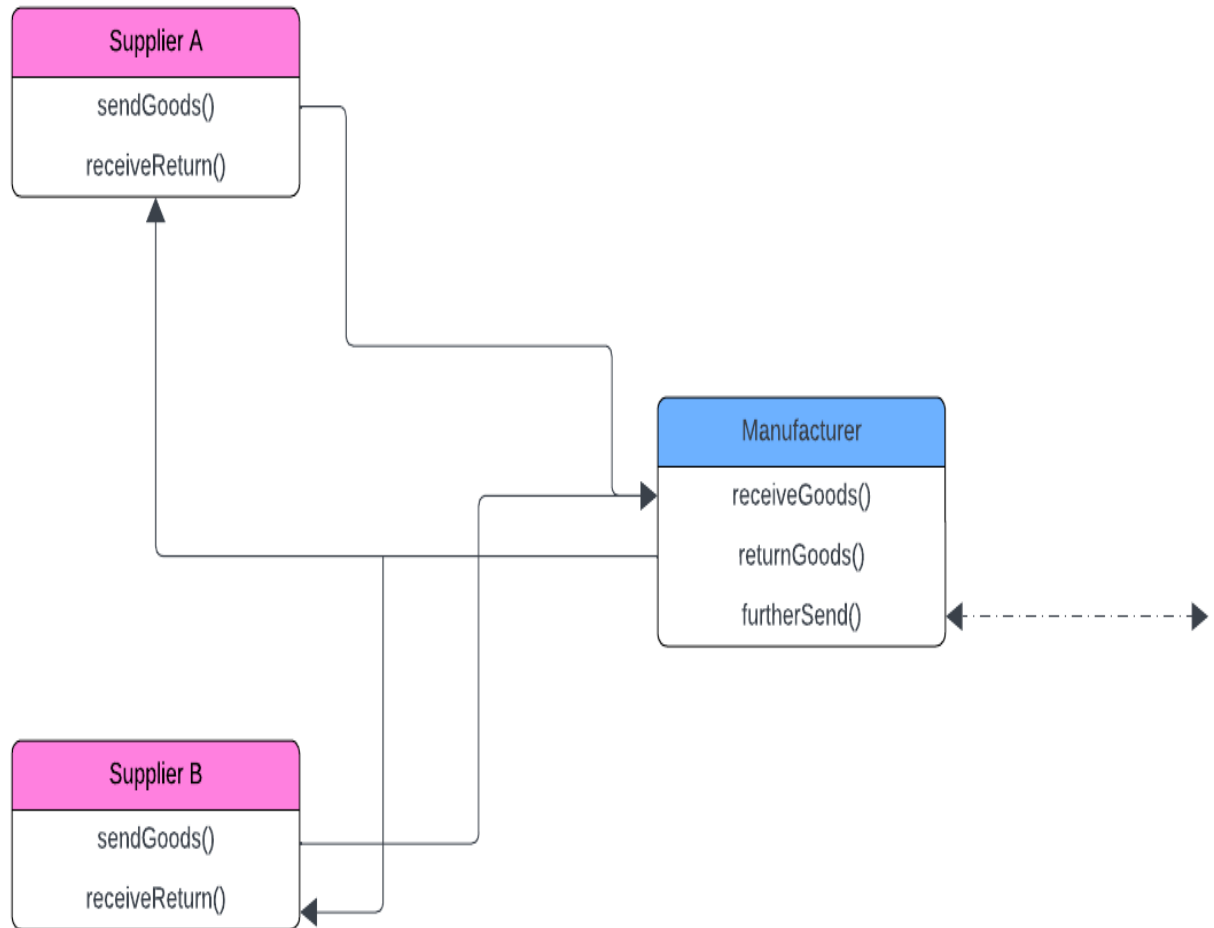 Supplier A
sendGoods()
receiveReturn()
Manufacturer
receiveGoods()
returnGoods()
furtherSend()
Supplier B
sendGoods()
receiveReturn()